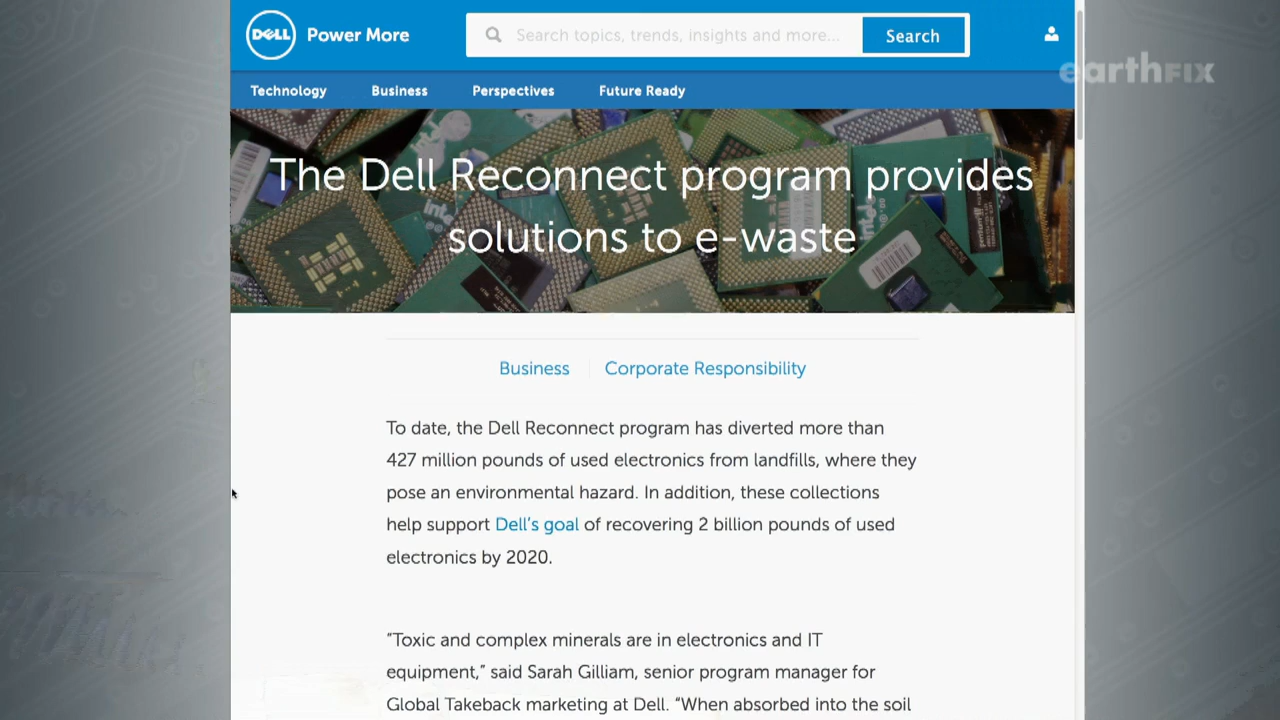 DELL Power More
Search topics, trends, insights and more...
Search
earthFIX
Technology Business Perspectives Future Ready
The Dell Reconnect program provides
solutions to e-waste
intel
intel
Business Corporate Responsibility
To date, the Dell Reconnect program has diverted more than
427 million pounds of used electronics from landfills, where they
pose an environmental hazard. In addition, these collections
help support Dell's goal of recovering 2 billion pounds of used
electronics by 2020.
“Toxic and complex minerals are in electronics and IT
equipment,” said Sarah Gilliam, senior program manager for
Global Takeback marketing at Dell. “When absorbed into the soil